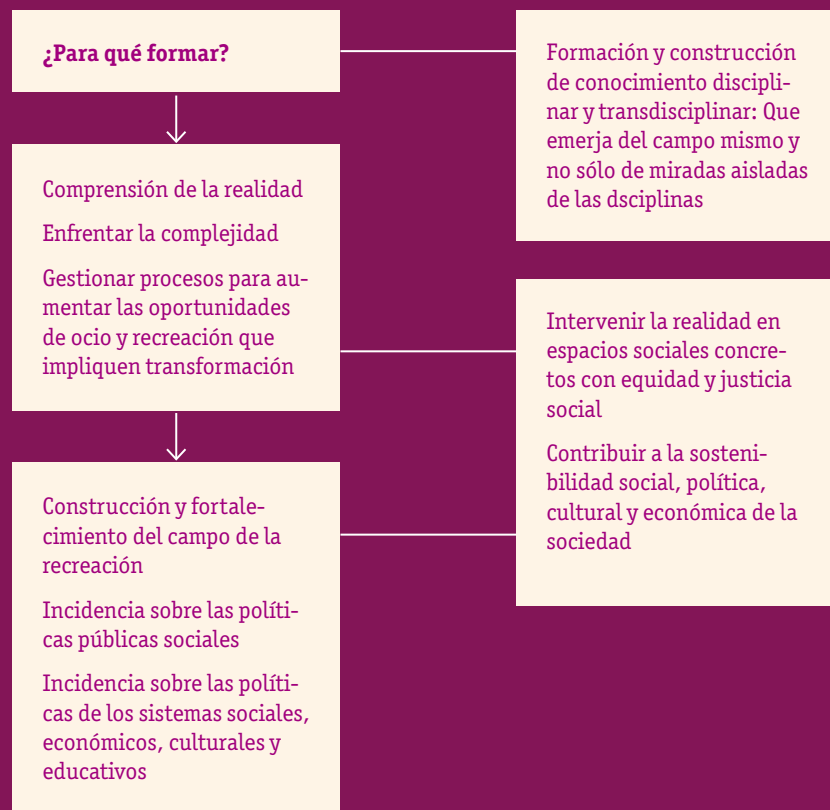 ¿Para qué formar?
Formación y construcción
de conocimiento discipli-
nar y transdisciplinar: Que
emerja del campo mismo y
no sólo de miradas aisladas
de las dsciplinas
Comprensión de la realidad
Enfrentar la complejidad
Gestionar procesos para au-
mentar las oportunidades
de ocio y recreación que
impliquen transformación
Intervenir la realidad en
espacios sociales concre-
tos con equidad y justicia
social
Contribuir a la sosteni-
bilidad social, política,
cultural y económica de la
sociedad
Construcción y fortale-
cimiento del campo de la
recreación
Incidencia sobre las políti-
cas públicas sociales
Incidencia sobre las políti-
cas de los sistemas sociales,
económicos, culturales y
educativos